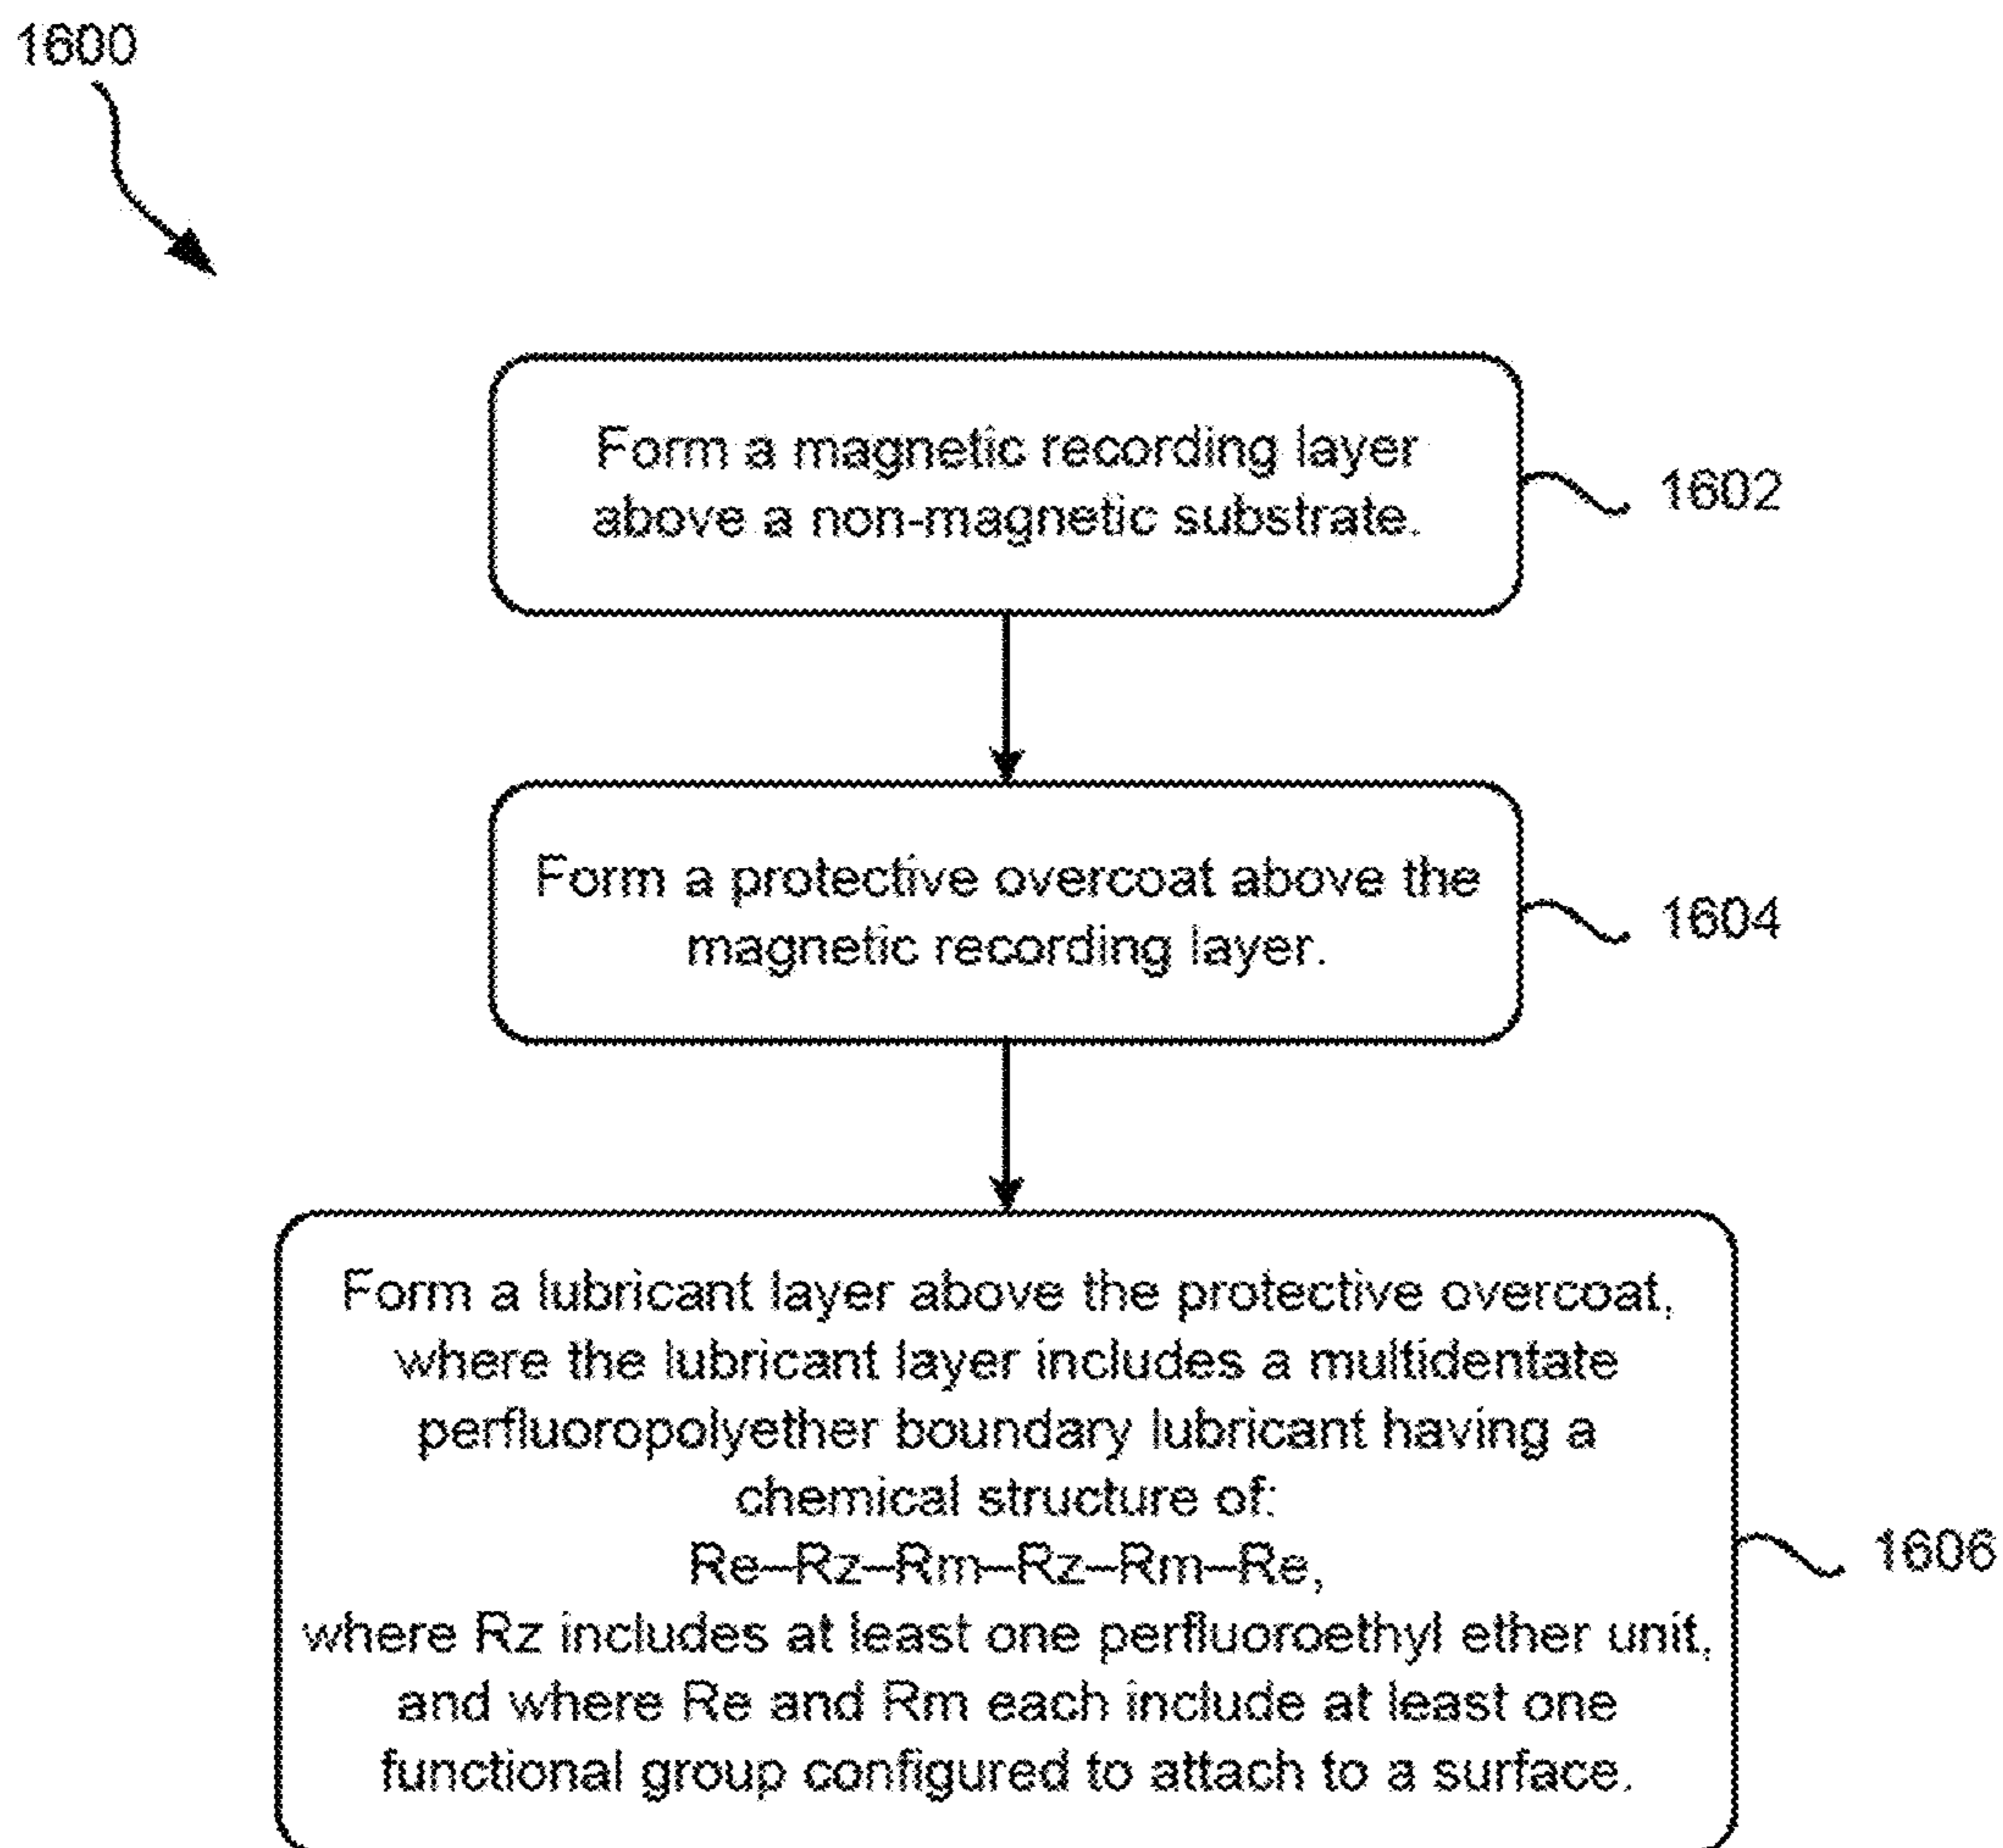 1600
Form a magnetic recording layer
above a non-magnetic substrate.
1602
Form a protective overcoat above the
magnetic recording layer.
1604
Form a lubricant layer above the protective overcoat,
where the lubricant layer includes a multidentate
perfluoropolyether boundary lubricant having a
chemical structure of:
Re–Rz–Rm–Rz–Rm–Re,
where Rz includes at least one perfluoroethyl ether unit,
and where Re and Rm each include at least one
functional group configured to attach to a surface.
1606